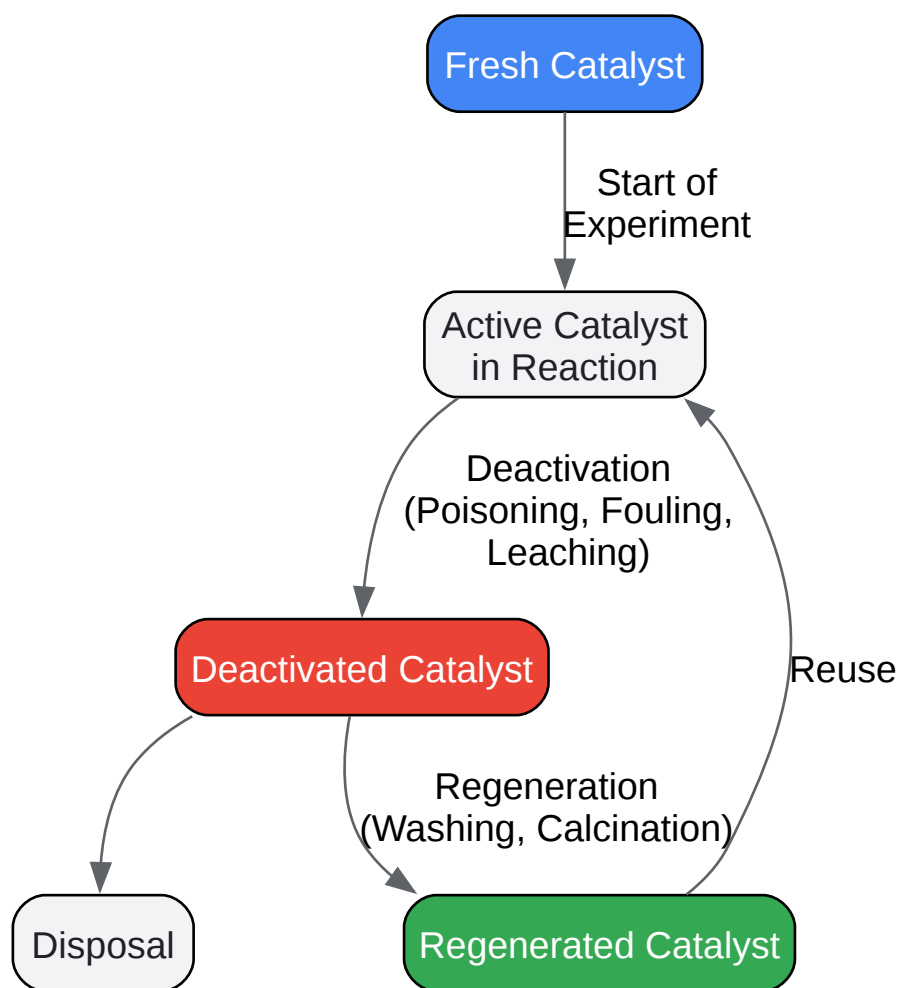 Fresh Catalyst
Start of
Experiment
Active Catalyst
in Reaction
Deactivation
(Poisoning, Fouling,
Leaching)
Deactivated Catalyst
Reuse
Regeneration
(Washing, Calcination)
Disposal
Regenerated Catalyst